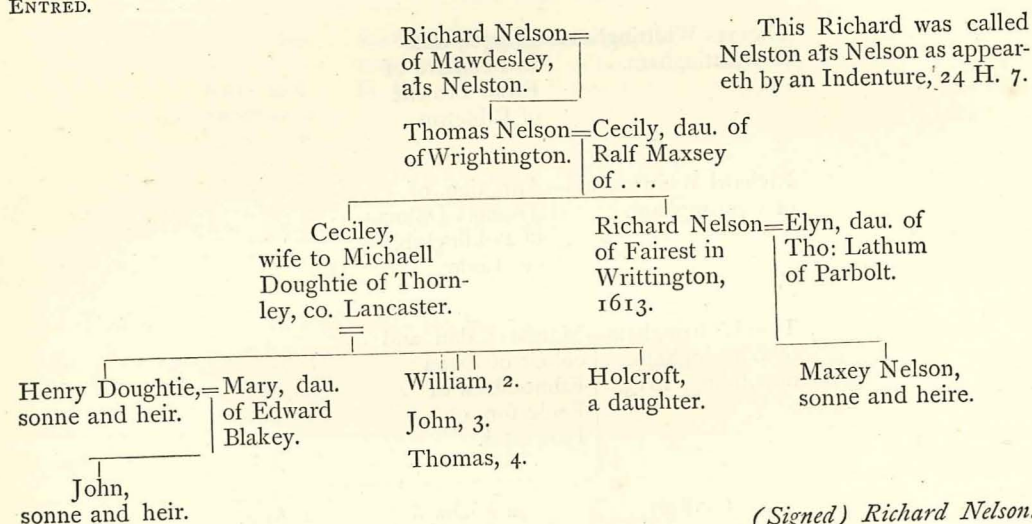 ENTRED.
Richard Nelson=
of Mawdesley,
ats Nelston.
This Richard was called
Nelston ats Nelson as appear-
eth by an Indenture, 24 H. 7.
Thomas Nelson=Cecily, dau. of
of Wrightington. Ralf Maxsey
of . . .
Ceciley,
wife to Michaell
Doughtie of Thorn-
ley, co. Lancaster.
Richard Nelson=Elyn, dau. of
of Fairest in Tho: Lathum
Writtington, of Parbolt.
1613.
Henry Doughtie,=Mary, dau.
sonne and heir. of Edward
Blakey.
William, 2.
John, 3.
Thomas, 4.
Holcroft,
a daughter.
Maxey Nelson,
sonne and heire.
John,
sonne and heir.
(Signed) Richard Nelson.